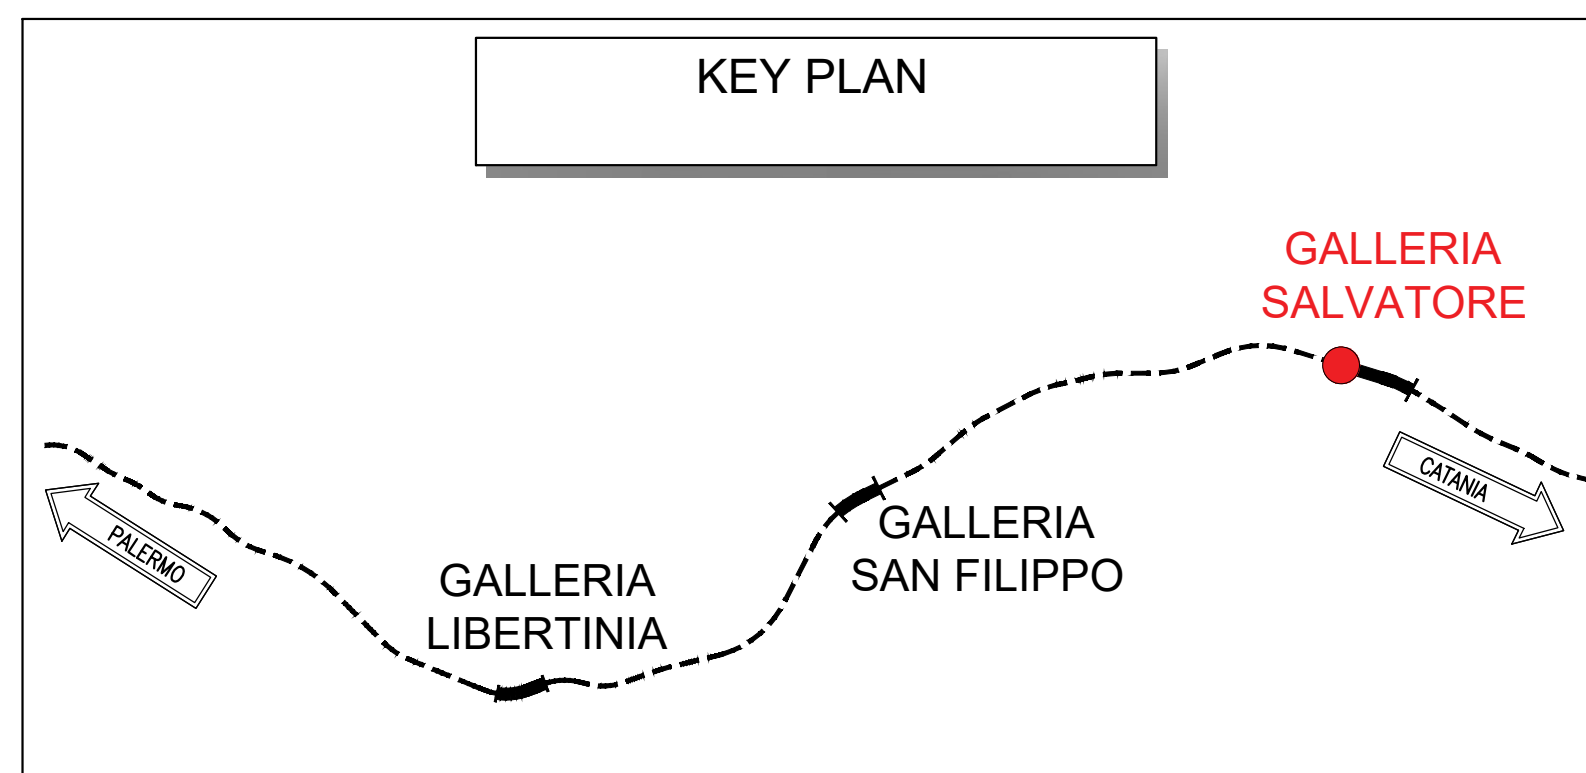 KEY PLAN
GALLERIA
SALVATORE
CATANIA
GALLERIA
SAN FILIPPO
PALERMO
GALLERIA
LIBERTINIA